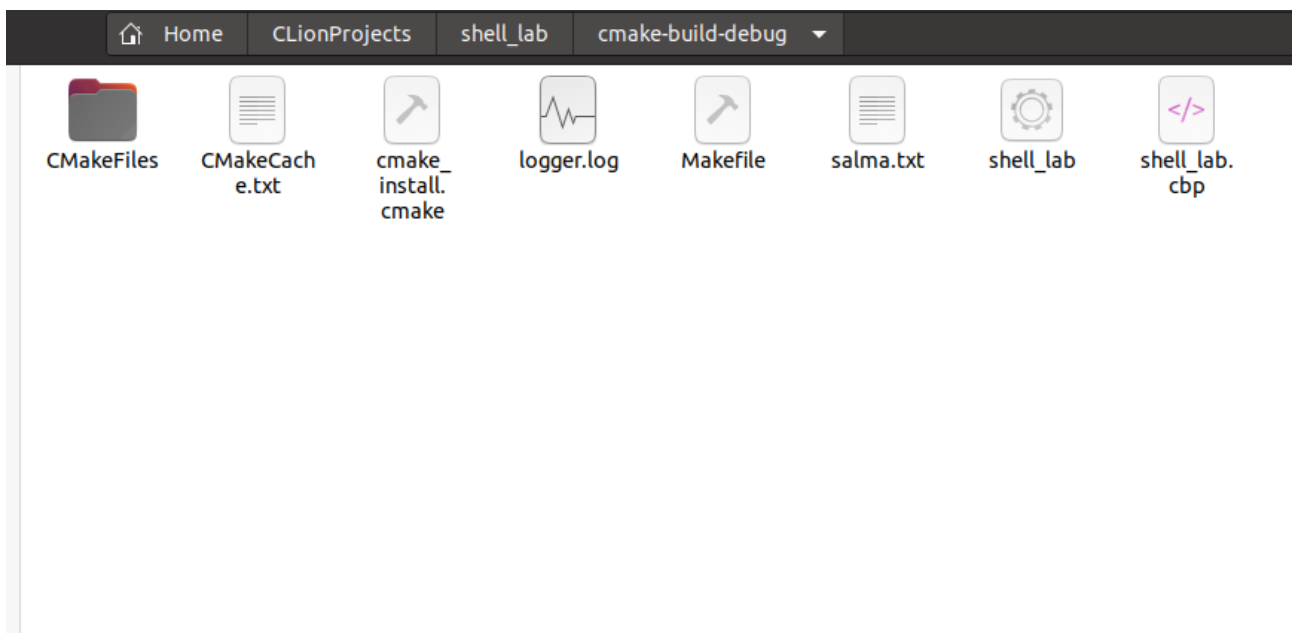 Home CLionProjects shell_lab cmake-build-debug
CMakeFiles
CMakeCach
e.txt
cmake_
install.
cmake
logger.log
Makefile
salma.txt
shell_lab
</>
shell_lab.
cbp